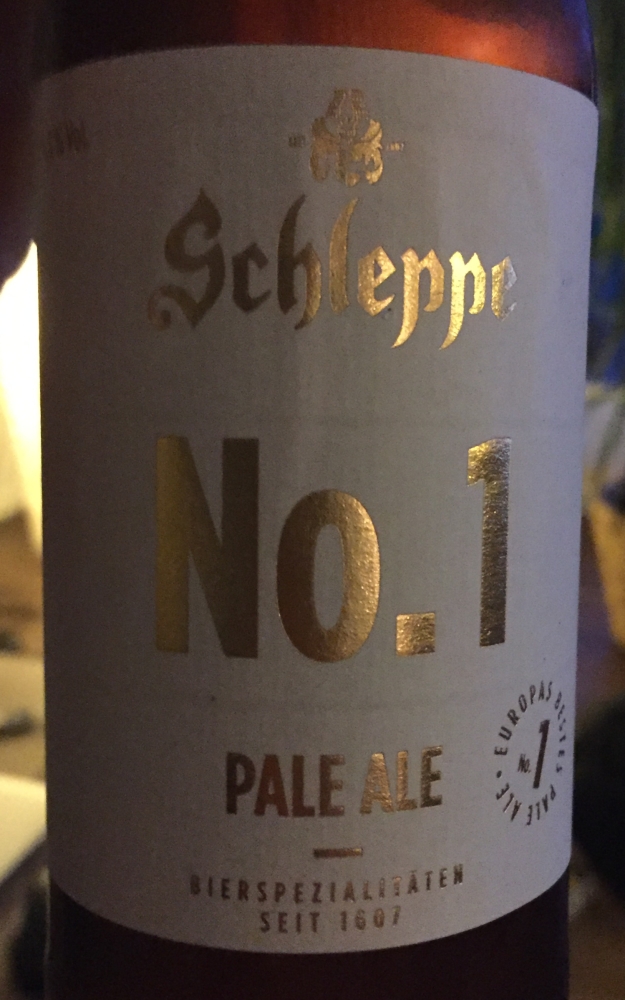 Schleppe
No.1
PALE ALE
BIERSPEZIALITÄTEN
SEIT 1607
EUROPAS BESTES PALE ALE •
No. 1